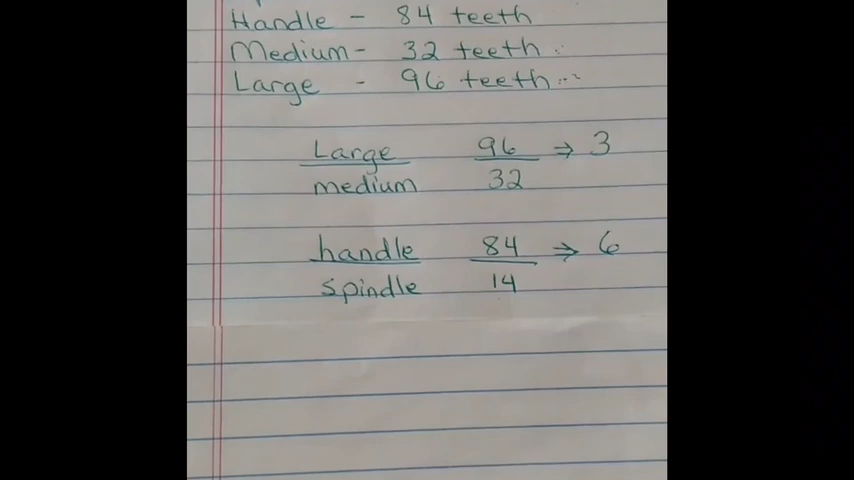 Handle - 84 teeth
Medium - 32 teeth
Large - 96 teeth
Large 96 ⇒ 3
medium 32
handle 84 ⇒ 6
spindle 14